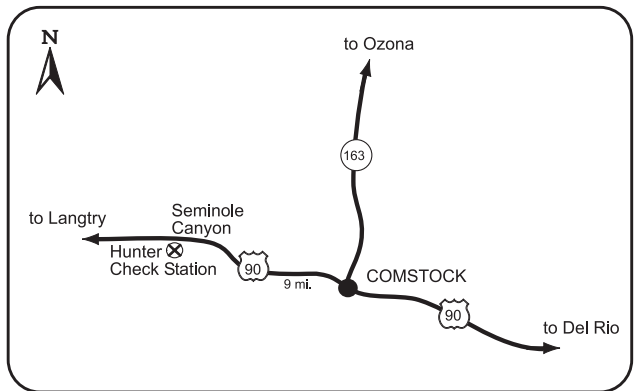 N
to Ozona
163
to Langtry
Seminole
Canyon
Hunter
Check Station
90
9 mi.
COMSTOCK
90
to Del Rio